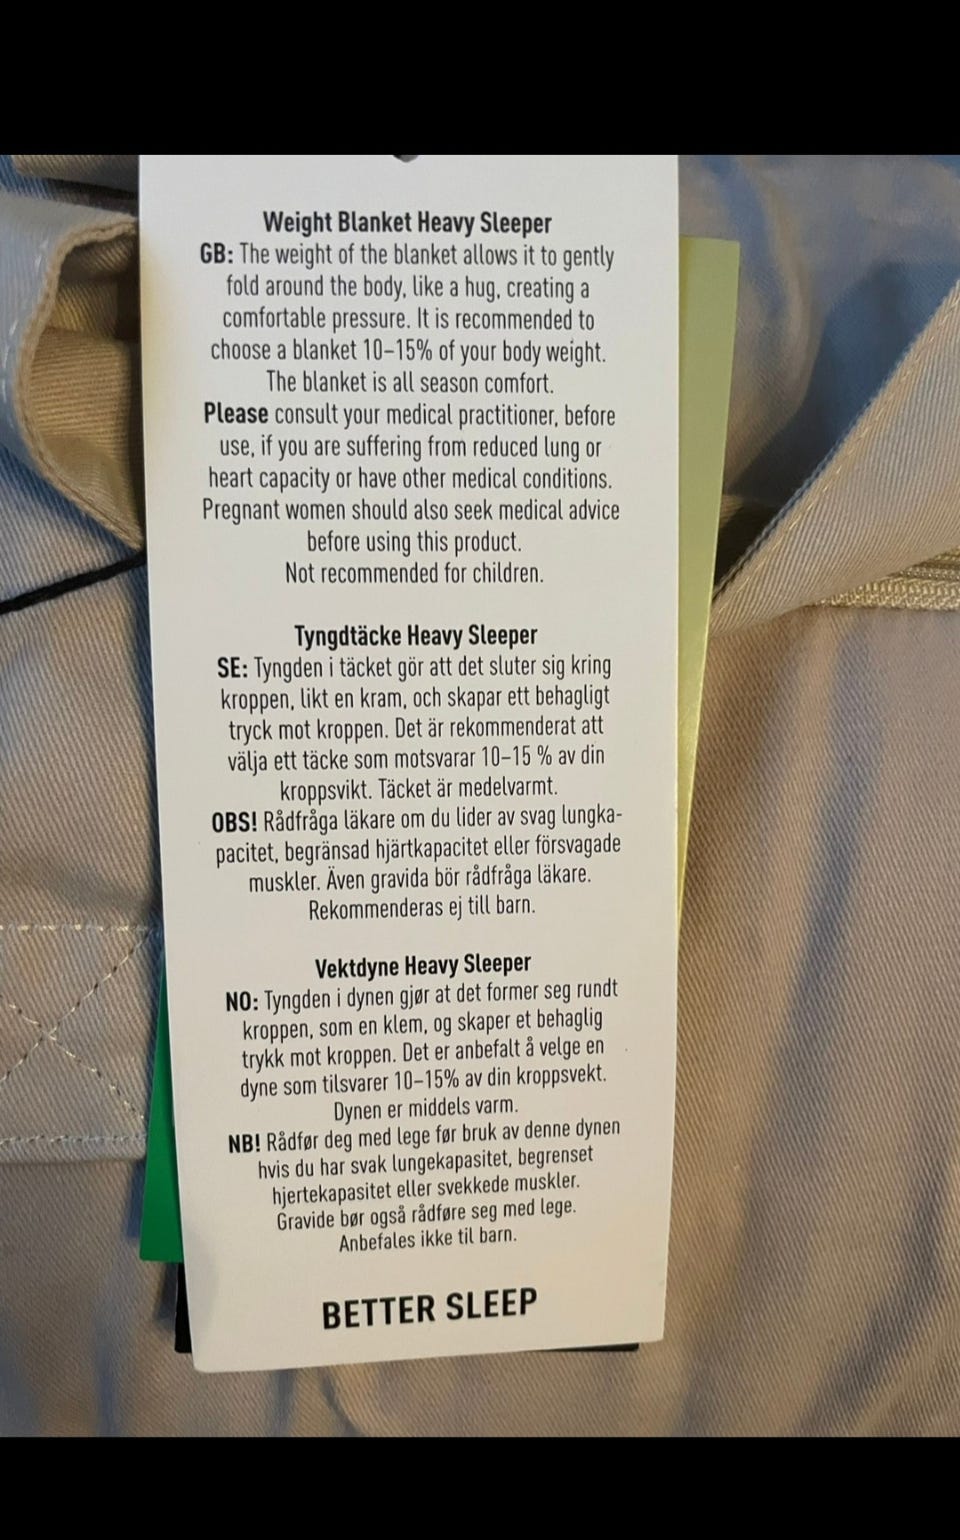 Weight Blanket Heavy Sleeper
GB: The weight of the blanket allows it to gently
fold around the body, like a hug, creating a
comfortable pressure. It is recommended to
choose a blanket 10–15% of your body weight.
The blanket is all season comfort.
Please consult your medical practitioner, before
use, if you are suffering from reduced lung or
heart capacity or have other medical conditions.
Pregnant women should also seek medical advice
before using this product.
Not recommended for children.
Tyngdtäcke Heavy Sleeper
SE: Tyngden i täcket gör att det sluter sig kring
kroppen, likt en kram, och skapar ett behagligt
tryck mot kroppen. Det är rekommenderat att
välja ett täcke som motsvarar 10–15 % av din
kroppsvikt. Täcket är medelvarmt.
OBS! Rådfråga läkare om du lider av svag lungka-
pacitet, begränsad hjärtkapacitet eller försvagade
muskler. Även gravida bör rådfråga läkare.
Rekommenderas ej till barn.
Vektdyne Heavy Sleeper
NO: Tyngden i dynen gjør at det former seg rundt
kroppen, som en klem, og skaper et behaglig
trykk mot kroppen. Det er anbefalt å velge en
dyne som tilsvarer 10–15% av din kroppsvekt.
Dynen er middels varm.
NB! Rådfør deg med lege før bruk av denne dynen
hvis du har svak lungekapasitet, begrenset
hjertekapasitet eller svekkede muskler.
Gravide bør også rådføre seg med lege.
Anbefales ikke til barn.
BETTER SLEEP